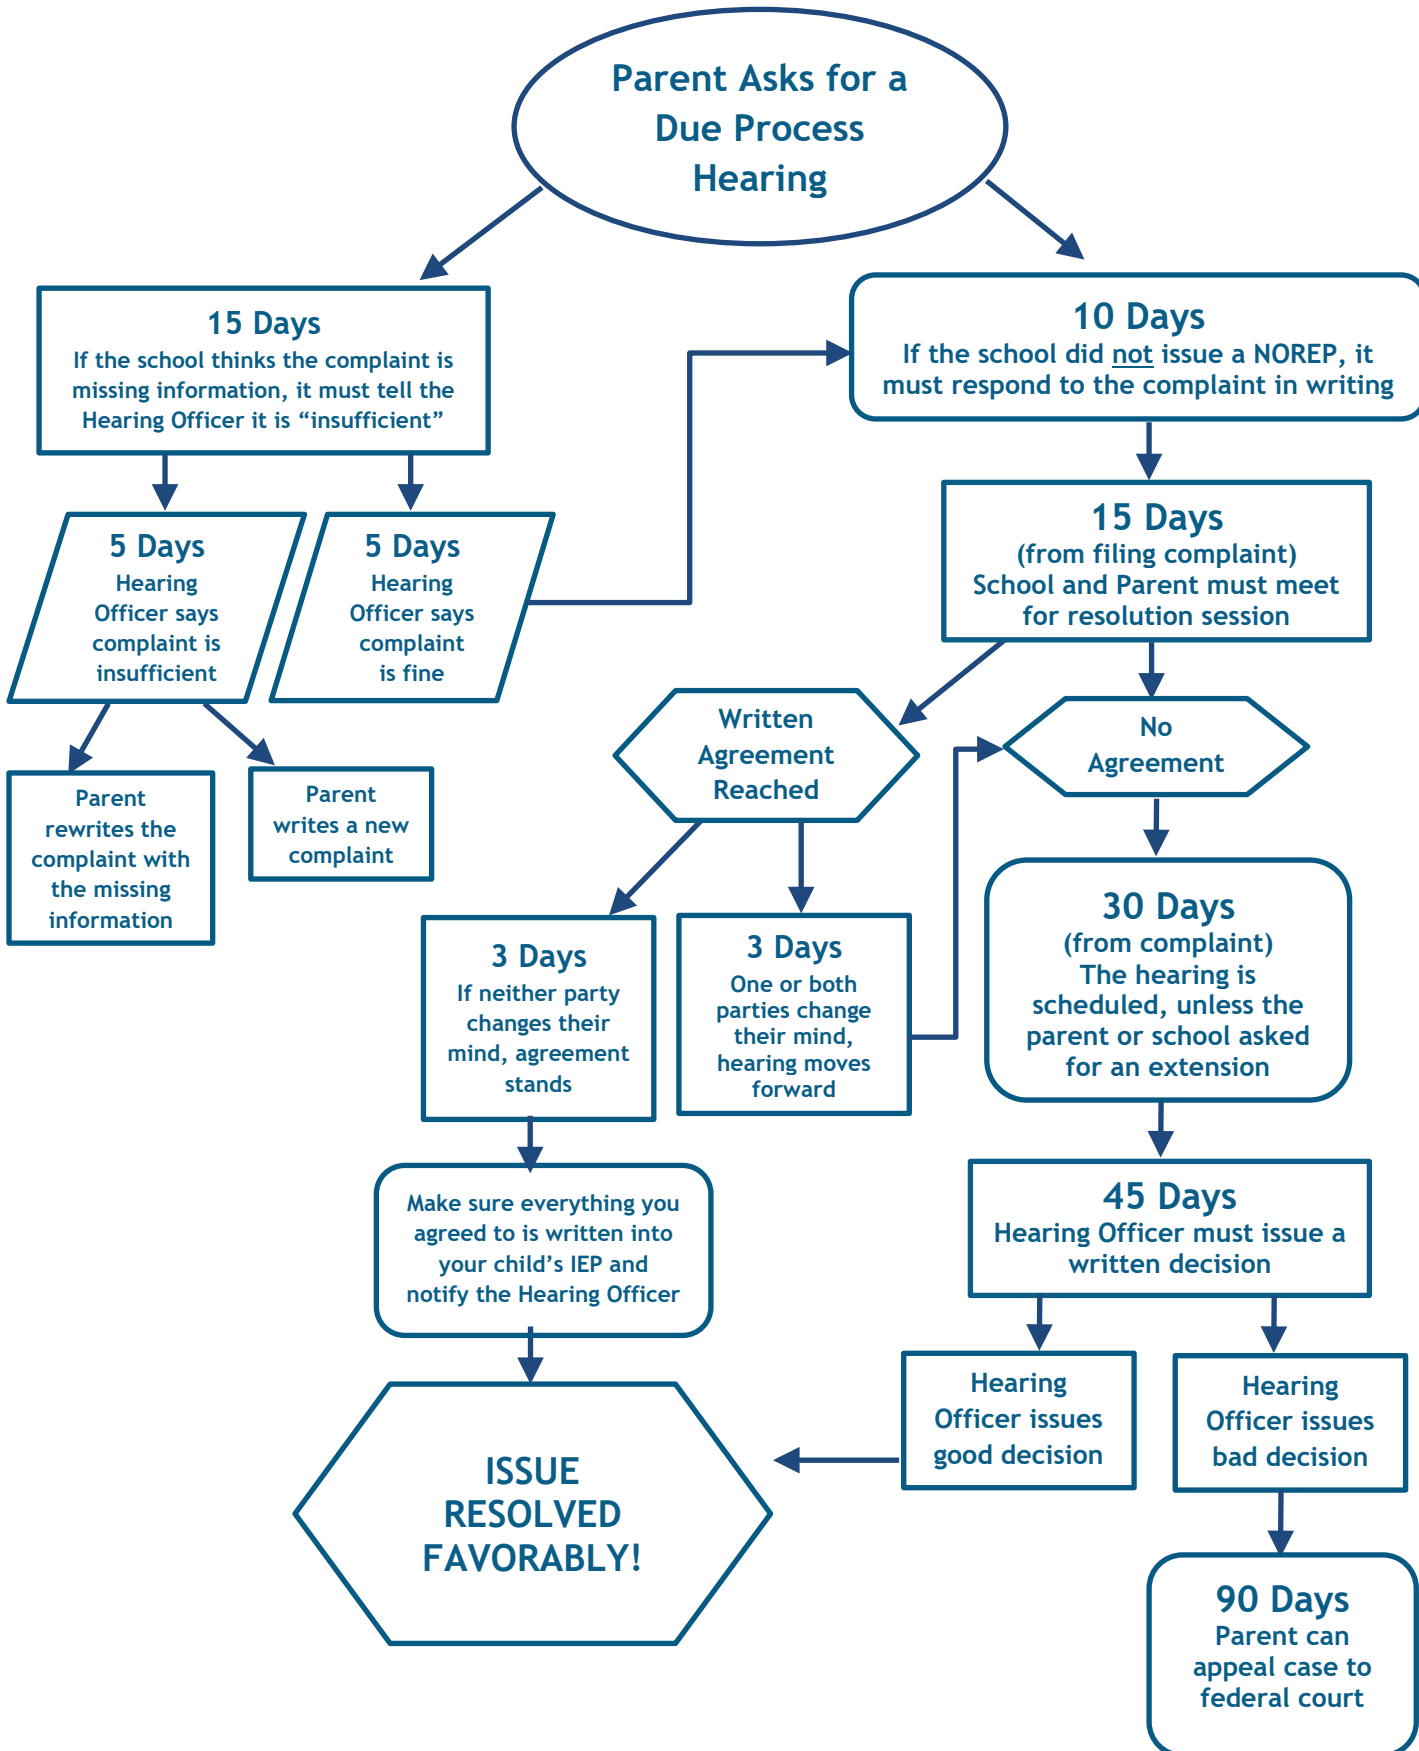 Parent Asks for a
Due Process
Hearing
15 Days
If the school thinks the complaint is
missing information, it must tell the
Hearing Officer it is “insufficient”
10 Days
If the school did not issue a NOREP, it
must respond to the complaint in writing
5 Days
Hearing
Officer says
complaint is
insufficient
5 Days
Hearing
Officer says
complaint
is fine
15 Days
(from filing complaint)
School and Parent must meet
for resolution session
Parent
rewrites the
complaint with
the missing
information
Parent
writes a new
complaint
Written
Agreement
Reached
No
Agreement
3 Days
If neither party
changes their
mind, agreement
stands
3 Days
One or both
parties change
their mind,
hearing moves
forward
30 Days
(from complaint)
The hearing is
scheduled, unless the
parent or school asked
for an extension
Make sure everything you
agreed to is written into
your child’s IEP and
notify the Hearing Officer
45 Days
Hearing Officer must issue a
written decision
Hearing
Officer issues
good decision
Hearing
Officer issues
bad decision
ISSUE
RESOLVED
FAVORABLY!
90 Days
Parent can
appeal case to
federal court